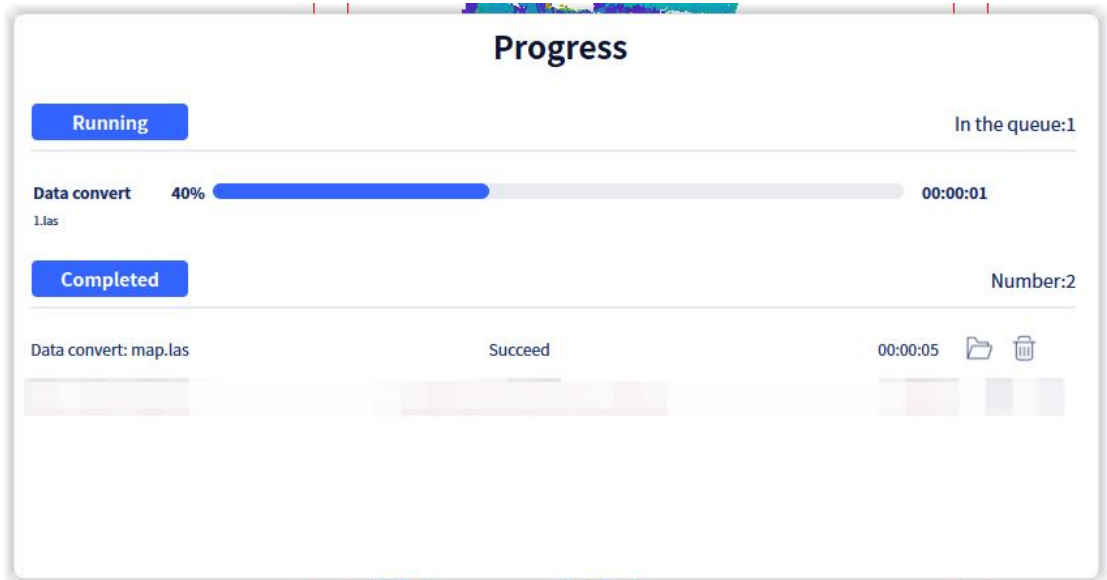 Progress
Running In the queue:1
Data convert 40% 00:00:01
1.las
Completed Number:2
Data convert: map.las Succeed 00:00:05